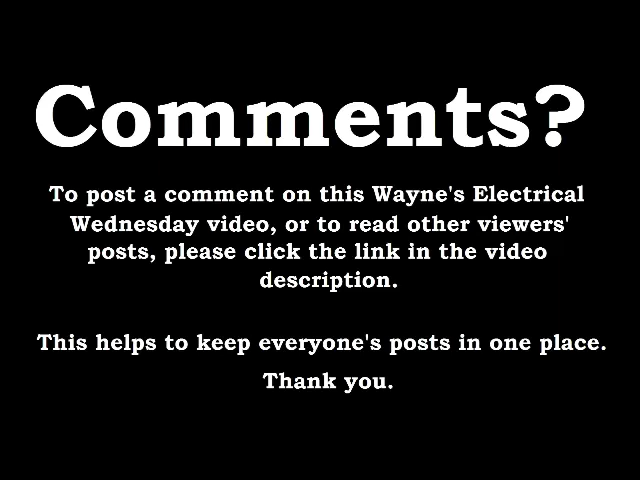 Comments?
To post a comment on this Wayne's Electrical
Wednesday video, or to read other viewers'
posts, please click the link in the video
description.
This helps to keep everyone's posts in one place.
Thank you.